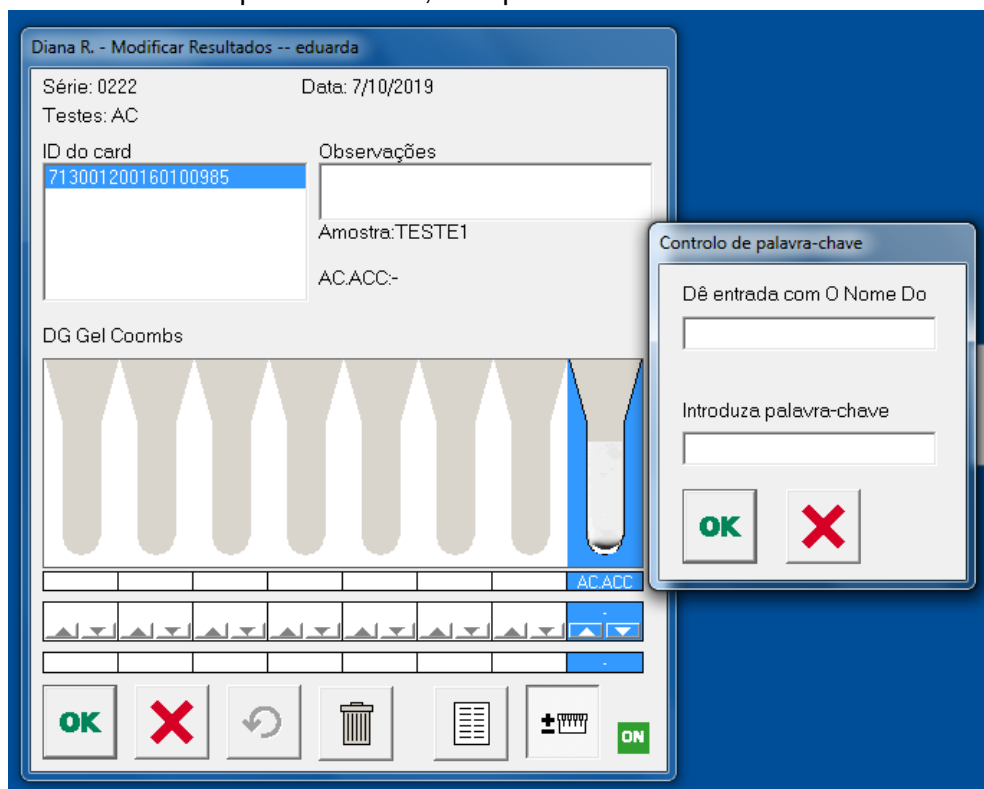 Diana R. - Modificar Resultados -- eduarda
Série: 0222 Data: 7/10/2019
Testes: AC
ID do card Observações
713001200160100985
Amostra:TESTE1
AC.ACC:-
DG Gel Coombs
AC.ACC
-
-
OK
±
ON
Controlo de palavra-chave
Dê entrada com O Nome Do
Introduza palavra-chave
OK